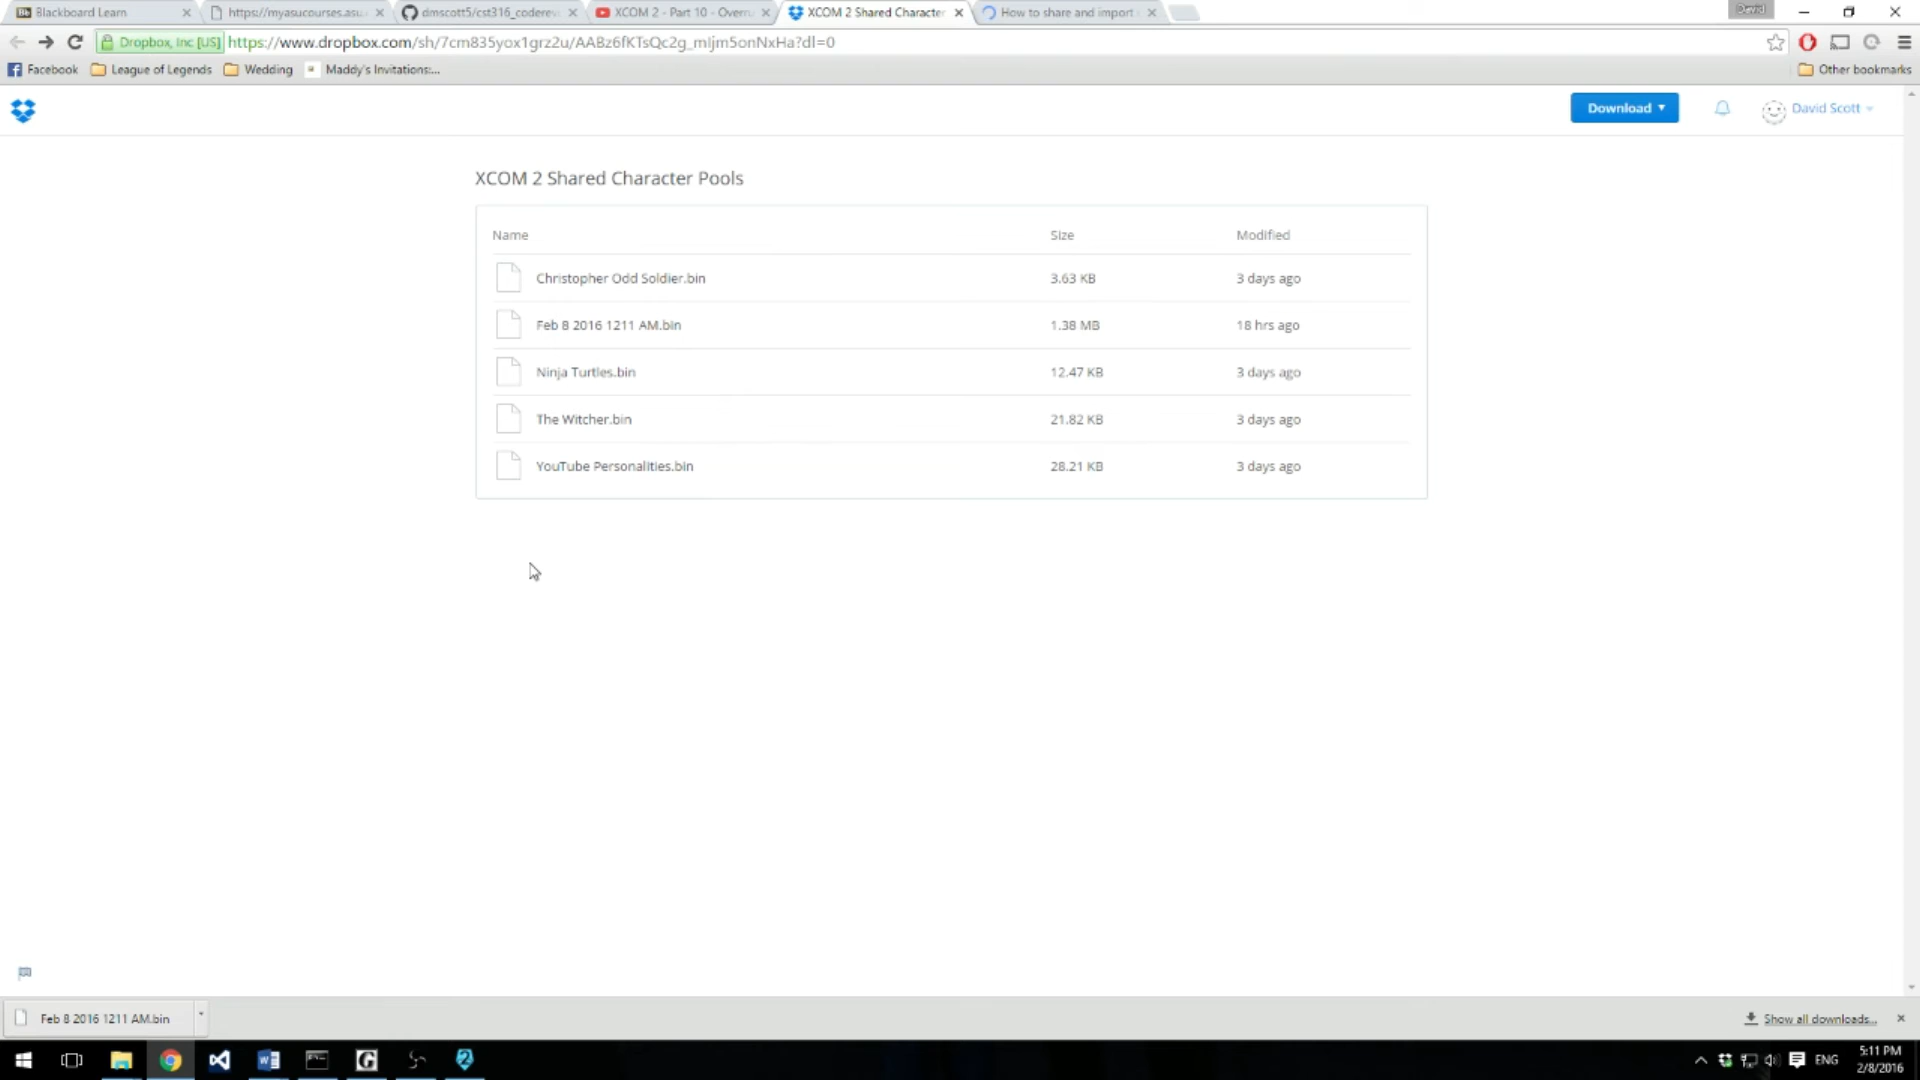 Blackboard Learn
https://myasucourses.asu.
dmscott5/cst316_coderev
XCOM 2 - Part 10 - Overn
XCOM 2 Shared Character
How to share and import
David
Dropbox, Inc [US]
https://www.dropbox.com/sh/7cm835yox1grz2u/AABz6fKTsQc2g_mIjm5onNxHa?dl=0
Facebook
League of Legends
Wedding
Maddy's Invitations:...
Other bookmarks
Download
David Scott
XCOM 2 Shared Character Pools
Name Size Modified
Christopher Odd Soldier.bin 3.63 KB 3 days ago
Feb 8 2016 1211 AM.bin 1.38 MB 18 hrs ago
Ninja Turtles.bin 12.47 KB 3 days ago
The Witcher.bin 21.82 KB 3 days ago
YouTube Personalities.bin 28.21 KB 3 days ago
Feb 8 2016 1211 AM.bin
Show all downloads...
ENG
5:11 PM
2/8/2016